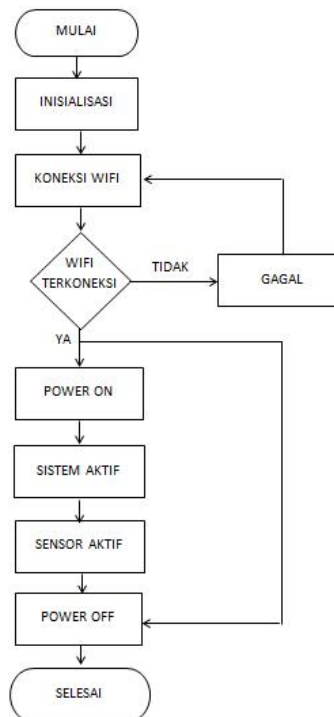 MULAI
INISIALISASI
KONEKSI WIFI
WIFI
TERKONEKSI
TIDAK
GAGAL
YA
POWER ON
SISTEM AKTIF
SENSOR AKTIF
POWER OFF
SELESAI